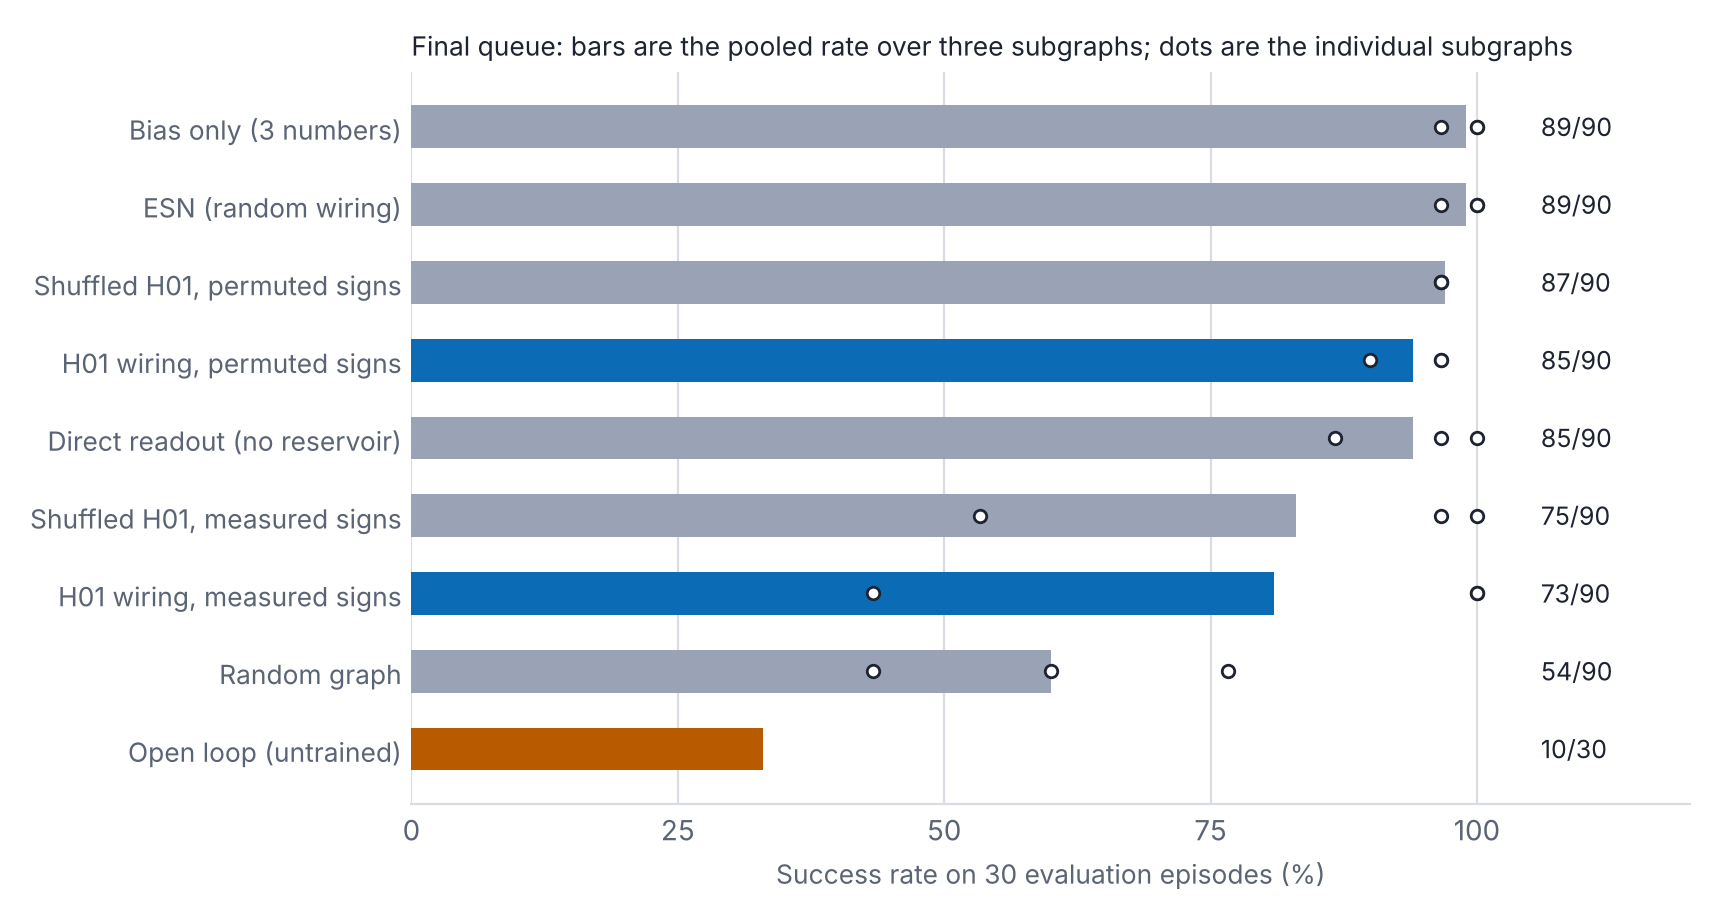 Final queue: bars are the pooled rate over three subgraphs; dots are the individual subgraphs
Bias only (3 numbers) 89/90
ESN (random wiring) 89/90
Shuffled H01, permuted signs 87/90
H01 wiring, permuted signs 85/90
Direct readout (no reservoir) 85/90
Shuffled H01, measured signs 75/90
H01 wiring, measured signs 73/90
Random graph 54/90
Open loop (untrained) 10/30
0 25 50 75 100
Success rate on 30 evaluation episodes (%)